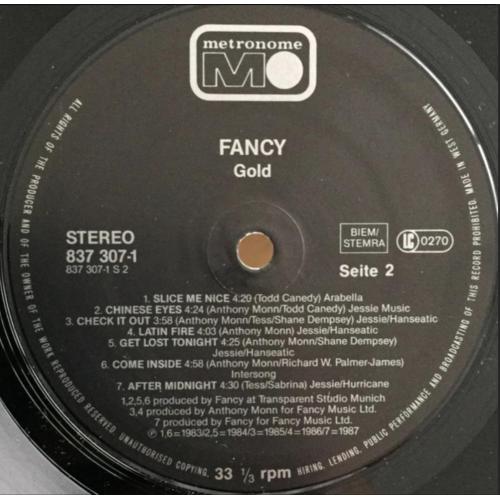 metronome
M
FANCY
Gold
STEREO
837 307-1
837 307-1 S 2
BIEM/
STEMRA
LC 0270
Seite 2
1. SLICE ME NICE 4:20 (Todd Canedy) Arabella
2. CHINESE EYES 4:24 (Anthony Monn/Todd Canedy) Jessie Music
3. CHECK IT OUT 3:58 (Anthony Monn/Tess/Shane Dempsey) Jessie/Hanseatic
4. LATIN FIRE 4:03 (Anthony Monn) Jessie/Hanseatic
5. GET LOST TONIGHT 4:25 (Anthony Monn/Shane Dempsey)
Jessie/Hanseatic
6. COME INSIDE 4:58 (Anthony Monn/Richard W. Palmer-James)
Intersong
7. AFTER MIDNIGHT 4:30 (Tess/Sabrina) Jessie/Hurricane
1,2,5,6 produced by Fancy at Transparent Studio Munich
3,4 produced by Anthony Monn for Fancy Music Ltd.
7 produced by Fancy for Fancy Music Ltd.
℗ 1,6=1983/2,5=1984/3=1985/4=1986/7=1987
33 1/3 rpm
ALL RIGHTS OF THE PRODUCER AND OF THE OWNER OF THE WORK REPRODUCED RESERVED. UNAUTHORISED COPYING, HIRING, LENDING, PUBLIC PERFORMANCE AND BROADCASTING OF THIS RECORD PROHIBITED. MADE IN WEST GERMANY